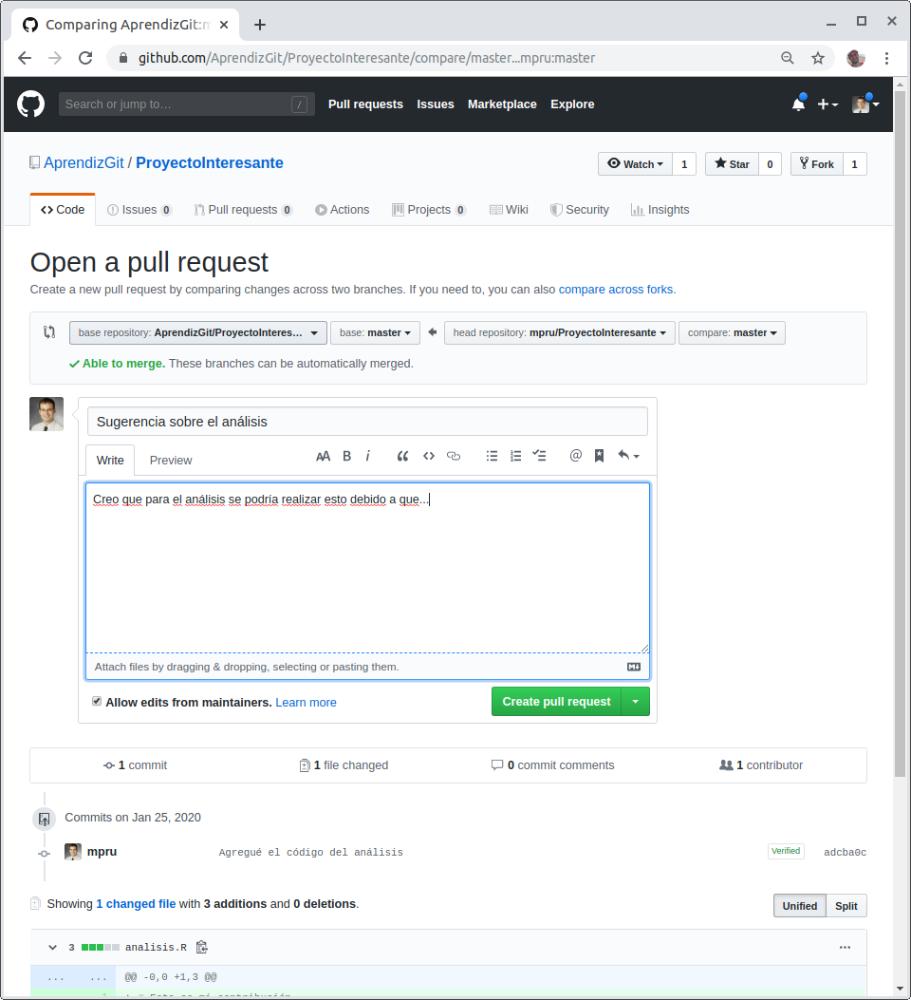 Comparing AprendizGit:m
github.com/AprendizGit/ProyectoInteresante/compare/master...mpru:master
Search or jump to… / Pull requests Issues Marketplace Explore
AprendizGit / ProyectoInteresante Watch 1 Star 0 Fork 1
Code Issues 0 Pull requests 0 Actions Projects 0 Wiki Security Insights
Open a pull request
Create a new pull request by comparing changes across two branches. If you need to, you can also compare across forks.
base repository: AprendizGit/ProyectoInteres… base: master head repository: mpru/ProyectoInteresante compare: master
Able to merge. These branches can be automatically merged.
Sugerencia sobre el análisis
Write Preview AA B i @
Creo que para el análisis se podría realizar esto debido a que...
Attach files by dragging & dropping, selecting or pasting them.
Allow edits from maintainers. Learn more Create pull request
1 commit 1 file changed 0 commit comments 1 contributor
Commits on Jan 25, 2020
mpru Agregué el código del análisis Verified adcba0c
Showing 1 changed file with 3 additions and 0 deletions. Unified Split
3 analisis.R ...
... ... @@ -0,0 +1,3 @@